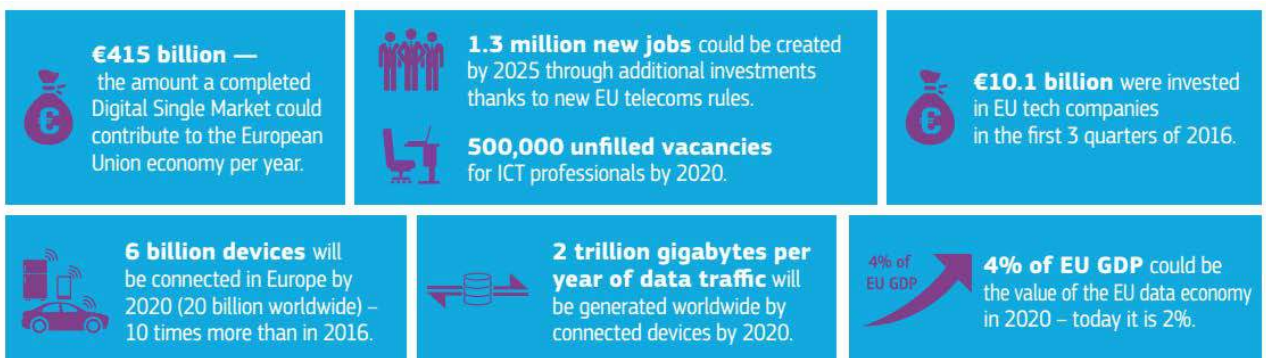 €415 billion —
the amount a completed
Digital Single Market could
contribute to the European
Union economy per year.
1.3 million new jobs could be created
by 2025 through additional investments
thanks to new EU telecoms rules.
500,000 unfilled vacancies
for ICT professionals by 2020.
€10.1 billion were invested
in EU tech companies
in the first 3 quarters of 2016.
6 billion devices will
be connected in Europe by
2020 (20 billion worldwide) –
10 times more than in 2016.
2 trillion gigabytes per
year of data traffic will
be generated worldwide by
connected devices by 2020.
4% of
EU GDP
4% of EU GDP could be
the value of the EU data economy
in 2020 – today it is 2%.